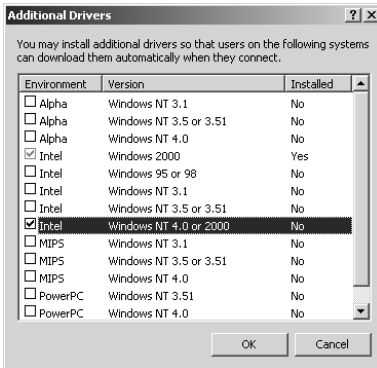 Additional Drivers
You may install additional drivers so that users on the following systems
can download them automatically when they connect.
Environment Version Installed
Alpha Windows NT 3.1 No
Alpha Windows NT 3.5 or 3.51 No
Alpha Windows NT 4.0 No
Intel Windows 2000 Yes
Intel Windows 95 or 98 No
Intel Windows NT 3.1 No
Intel Windows NT 3.5 or 3.51 No
Intel Windows NT 4.0 or 2000 No
MIPS Windows NT 3.1 No
MIPS Windows NT 3.5 or 3.51 No
MIPS Windows NT 4.0 No
PowerPC Windows NT 3.51 No
PowerPC Windows NT 4.0 No
OK Cancel